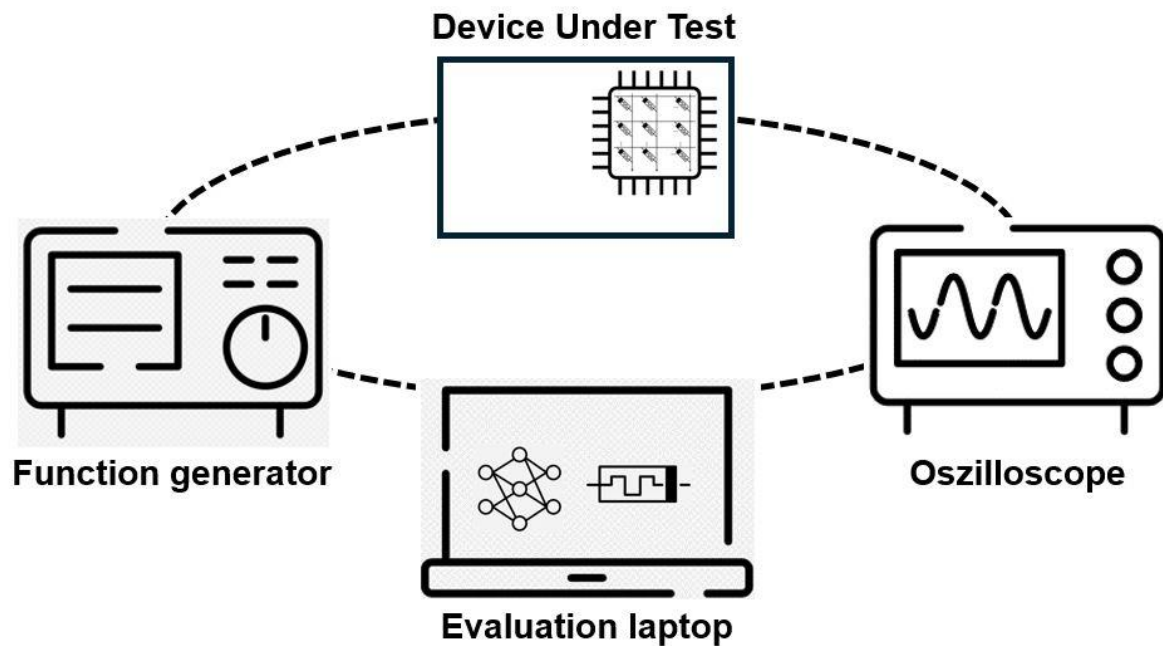 Device Under Test
Function generator
Oszilloscope
Evaluation laptop